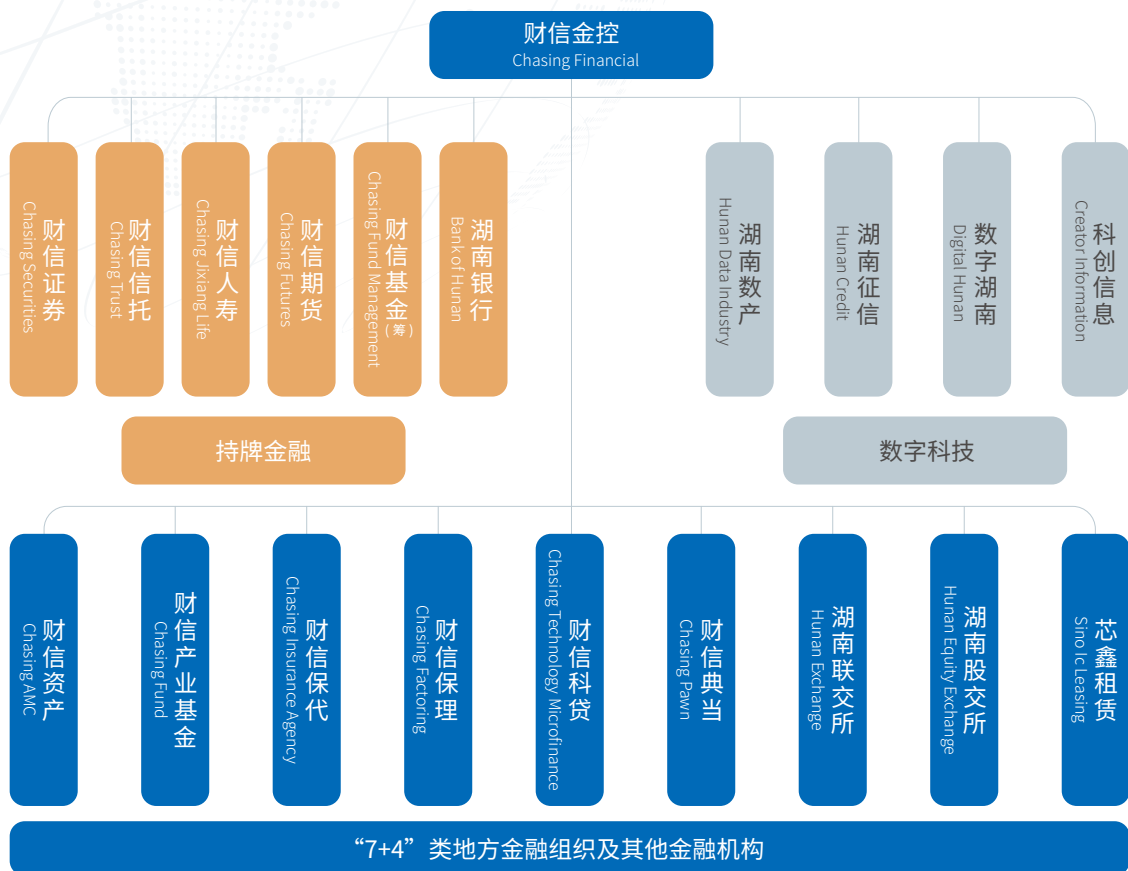 财信金控
Chasing Financial
财信证券
Chasing Securities
财信信托
Chasing Trust
财信人寿
Chasing Jixiang Life
财信期货
Chasing Futures
财信基金(筹)
Chasing Fund Management
湖南银行
Bank of Hunan
湖南数产
Hunan Data Industry
湖南征信
Hunan Credit
数字湖南
Digital Hunan
科创信息
Creator Information
持牌金融
数字科技
财信资产
Chasing AMC
财信产业基金
Chasing Fund
财信保代
Chasing Insurance Agency
财信保理
Chasing Factoring
财信科贷
Chasing Technology Microfinance
财信典当
Chasing Pawn
湖南联交所
Hunan Exchange
湖南股交所
Hunan Equity Exchange
芯鑫租赁
Sino Ic Leasing
“7+4”类地方金融组织及其他金融机构